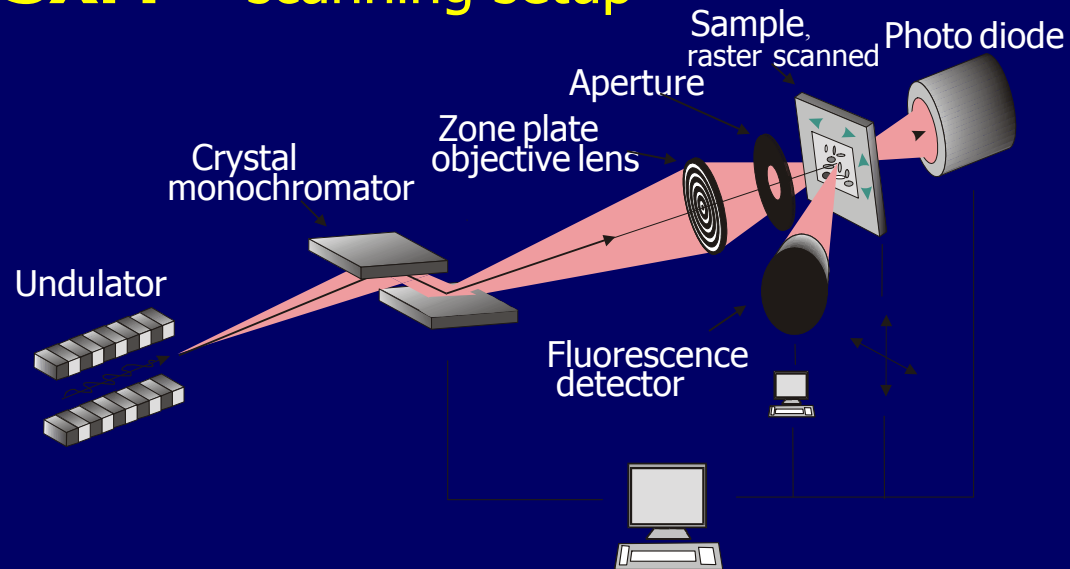 scanning setup
Sample,
raster scanned
Photo diode
Aperture
Zone plate
objective lens
Crystal
monochromator
Undulator
Fluorescence
detector